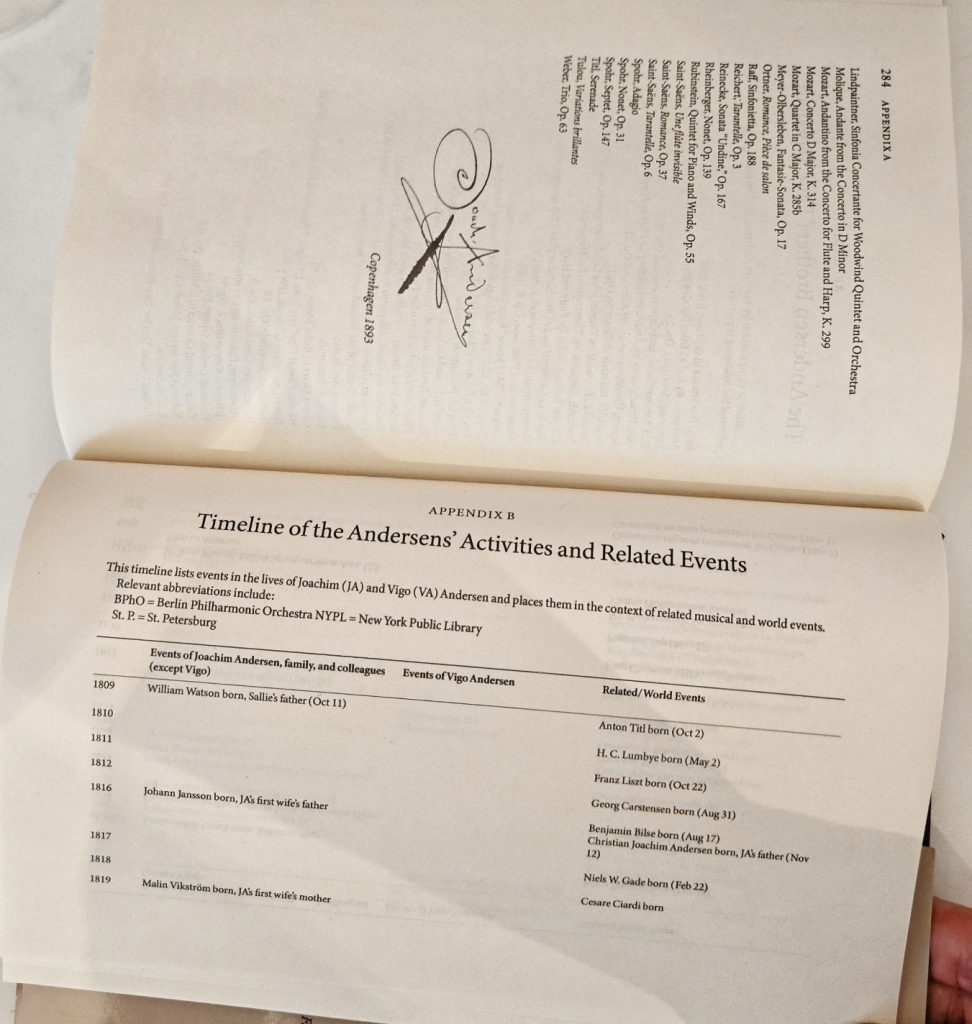 284 APPENDIX A
Lindpaintner, Sinfonia Concertante for Woodwind Quintet and Orchestra
Molique, Andante from the Concerto in D Minor
Mozart, Andantino from the Concerto for Flute and Harp, K. 299
Mozart, Concerto D Major, K. 314
Mozart, Quartet in C Major, K. 285b
Meyer-Olbersleben, Fantasie-Sonata, Op. 17
Ortner, Romance, Pièce de salon
Raff, Sinfonietta, Op. 188
Reichert, Tarantelle, Op. 3
Reinecke, Sonata "Undine," Op. 167
Rheinberger, Nonet, Op. 139
Rubinstein, Quintet for Piano and Winds, Op. 55
Saint-Saëns, Une flûte invisible
Saint-Saëns, Romance, Op. 37
Saint-Saëns, Tarantelle, Op. 6
Spohr, Adagio
Spohr, Nonet, Op. 31
Spohr, Septet, Op. 147
Titl, Serenade
Tulou, Variations brillantes
Weber, Trio, Op. 63
Joach. Andersen
Copenhagen 1893
APPENDIX B
Timeline of the Andersens' Activities and Related Events
This timeline lists events in the lives of Joachim (JA) and Vigo (VA) Andersen and places them in the context of related musical and world events.
Relevant abbreviations include:
BPhO = Berlin Philharmonic Orchestra NYPL = New York Public Library
St. P. = St. Petersburg
Events of Joachim Andersen, family, and colleagues Events of Vigo Andersen Related/World Events
(except Vigo)
1809 William Watson born, Sallie's father (Oct 11) Anton Titl born (Oct 2)
1810 H. C. Lumbye born (May 2)
1811 Franz Liszt born (Oct 22)
1812 Georg Carstensen born (Aug 31)
1816 Johann Jansson born, JA's first wife's father Benjamin Bilse born (Aug 17)
Christian Joachim Andersen born, JA's father (Nov
12)
1817 Niels W. Gade born (Feb 22)
1818 Cesare Ciardi born
1819 Malin Vikström born, JA's first wife's mother